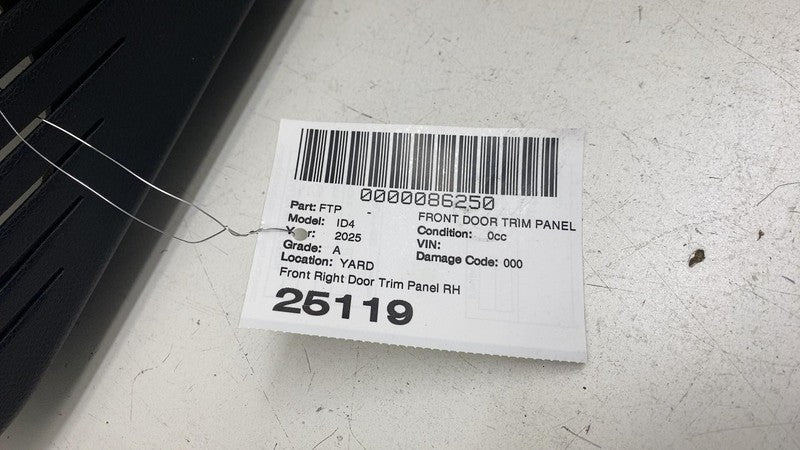 0000086250
Part: FTP - FRONT DOOR TRIM PANEL
Model: ID4 Condition: 0cc
Year: 2025 VIN:
Grade: A Damage Code: 000
Location: YARD
Front Right Door Trim Panel RH
25119